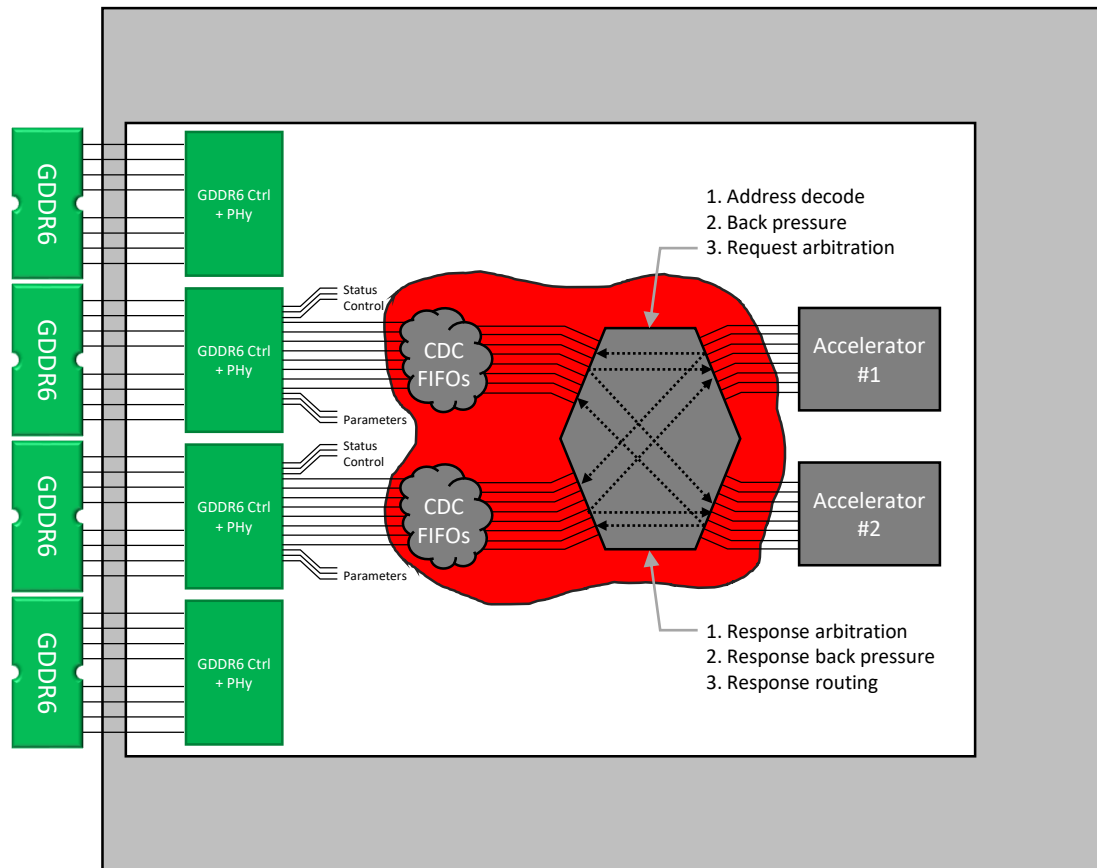 GDDR6
GDDR6 Ctrl
+ PHy
1. Address decode
2. Back pressure
3. Request arbitration
GDDR6
GDDR6 Ctrl
+ PHy
Status
Control
Parameters
CDC
FIFOs
Accelerator
#1
GDDR6
GDDR6 Ctrl
+ PHy
Status
Control
Parameters
CDC
FIFOs
Accelerator
#2
GDDR6
GDDR6 Ctrl
+ PHy
1. Response arbitration
2. Response back pressure
3. Response routing